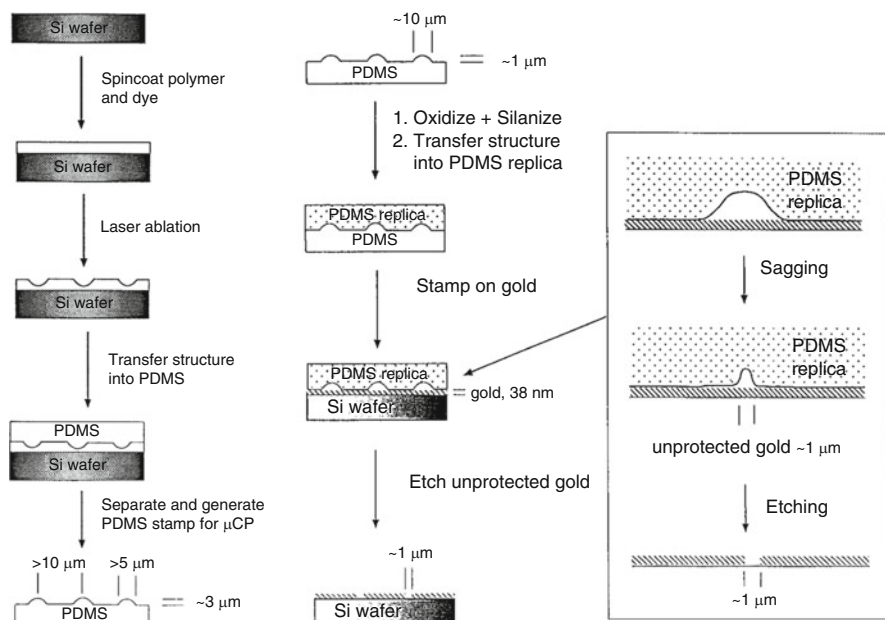 Si wafer
Spincoat polymer
and dye
Si wafer
Laser ablation
Si wafer
Transfer structure
into PDMS
PDMS
Si wafer
Separate and generate
PDMS stamp for μCP
>10 μm
>5 μm
~3 μm
PDMS
~10 μm
PDMS
~1 μm
1. Oxidize + Silanize
2. Transfer structure
into PDMS replica
PDMS replica
PDMS
Stamp on gold
PDMS replica
gold, 38 nm
Si wafer
Etch unprotected gold
~1 μm
Si wafer
PDMS
replica
Sagging
PDMS
replica
unprotected gold ~1 μm
Etching
~1 μm